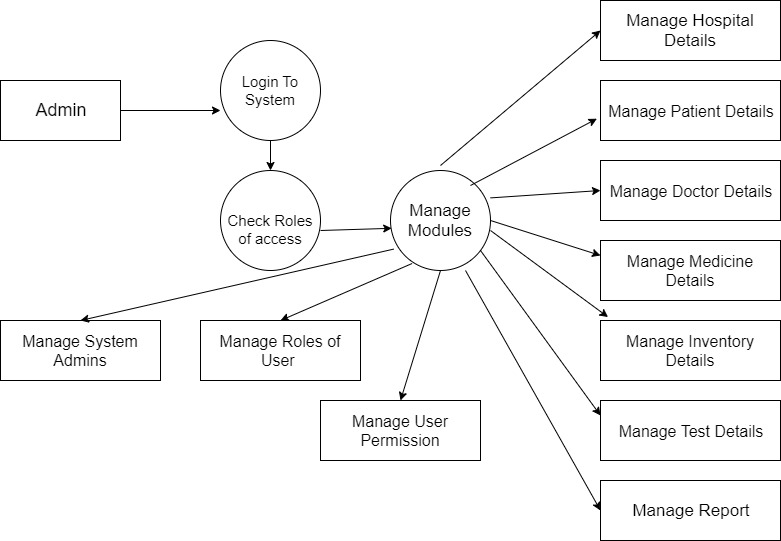 Admin
Login To
System
Check Roles
of access
Manage
Modules
Manage Hospital
Details
Manage Patient Details
Manage Doctor Details
Manage Medicine
Details
Manage Inventory
Details
Manage Test Details
Manage Report
Manage System
Admins
Manage Roles of
User
Manage User
Permission